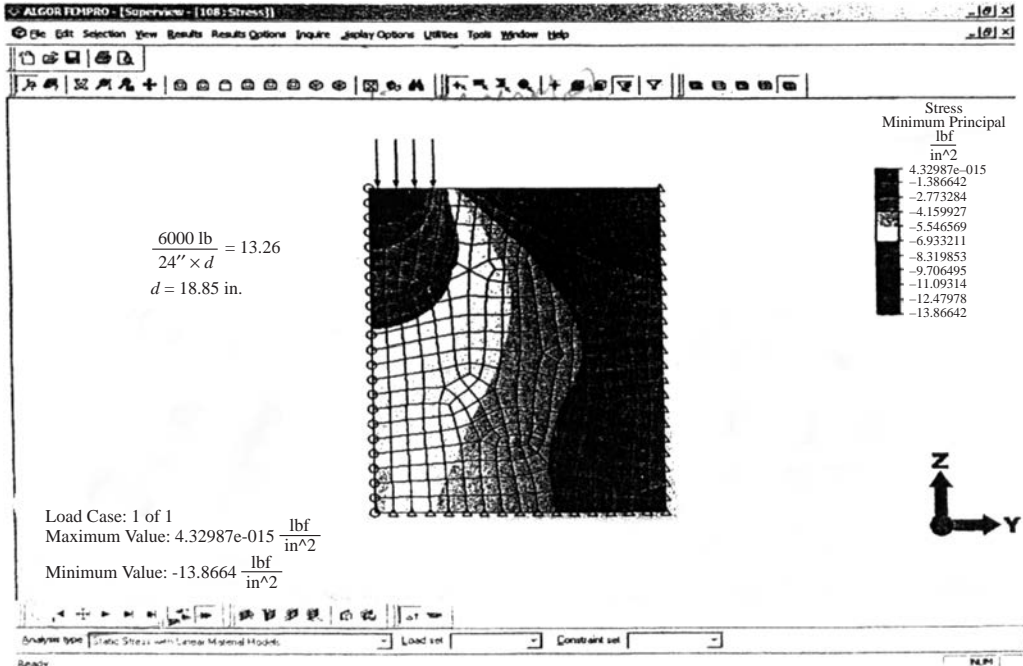 ALGOR FEMPRO - [Superview - [108:Stress]]
File Edit Selection View Results Results Options Inquire Display Options Utilities Tools Window Help
Stress
Minimum Principal
lbf
in^2
4.32987e–015
–1.386642
–2.773284
–4.159927
–5.546569
–6.933211
–8.319853
–9.706495
–11.09314
–12.47978
–13.86642
6000 lb
24″ × d
= 13.26
d = 18.85 in.
Z
Y
Load Case: 1 of 1
Maximum Value: 4.32987e-015 lbf
in^2
Minimum Value: -13.8664 lbf
in^2
Analysis type Static Stress with Linear Material Models Load set Constraint set
Ready NUM